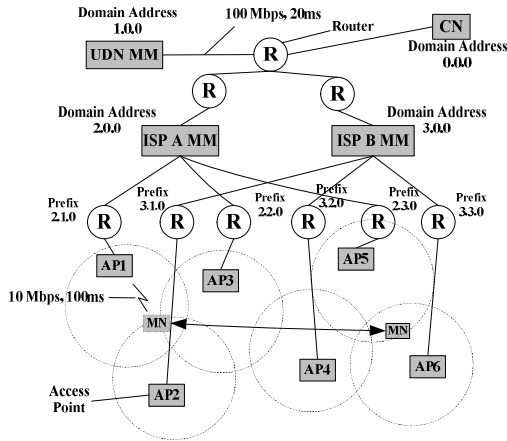 Domain Address
1.0.0
100 Mbps, 20ms
Router
CN
UDN MM
R
Domain Address
0.0.0
R
R
Domain Address
2.0.0
Domain Address
3.0.0
ISP A MM
ISP B MM
Prefix
2.1.0
Prefix
3.1.0
Prefix
2.2.0
Prefix
3.2.0
Prefix
2.3.0
Prefix
3.3.0
R
R
R
R
R
R
AP1
AP3
AP5
10 Mbps, 100ms
MN
MN
AP4
AP6
Access
Point
AP2